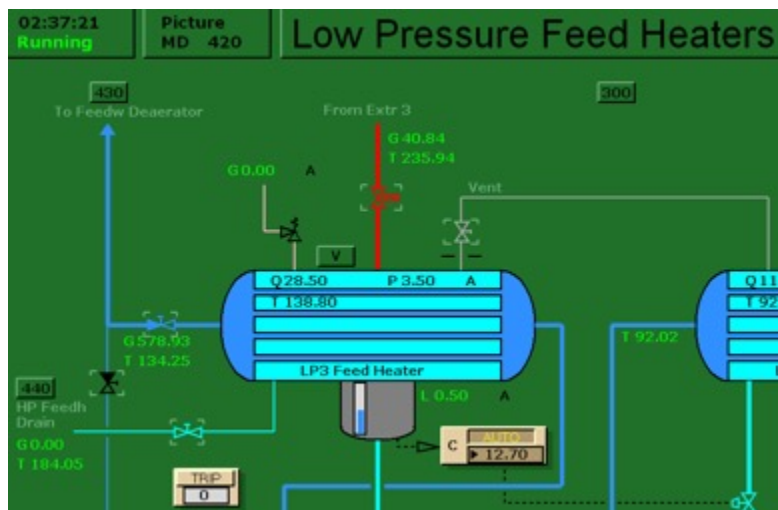 02:37:21
Running
Picture
MD 420
Low Pressure Feed Heaters
430
To Feedw Deaerator
From Extr 3
300
G 40.84
T 235.94
G 0.00 A
Vent
V
Q 28.50 P 3.50 A
T 138.80
Q 11
T 92
G 578.93
T 134.25
T 92.02
LP3 Feed Heater
440
L 0.50 A
HP Feedh
Drain
G 0.00
T 184.05
C AUTO
12.70
TRIP
0